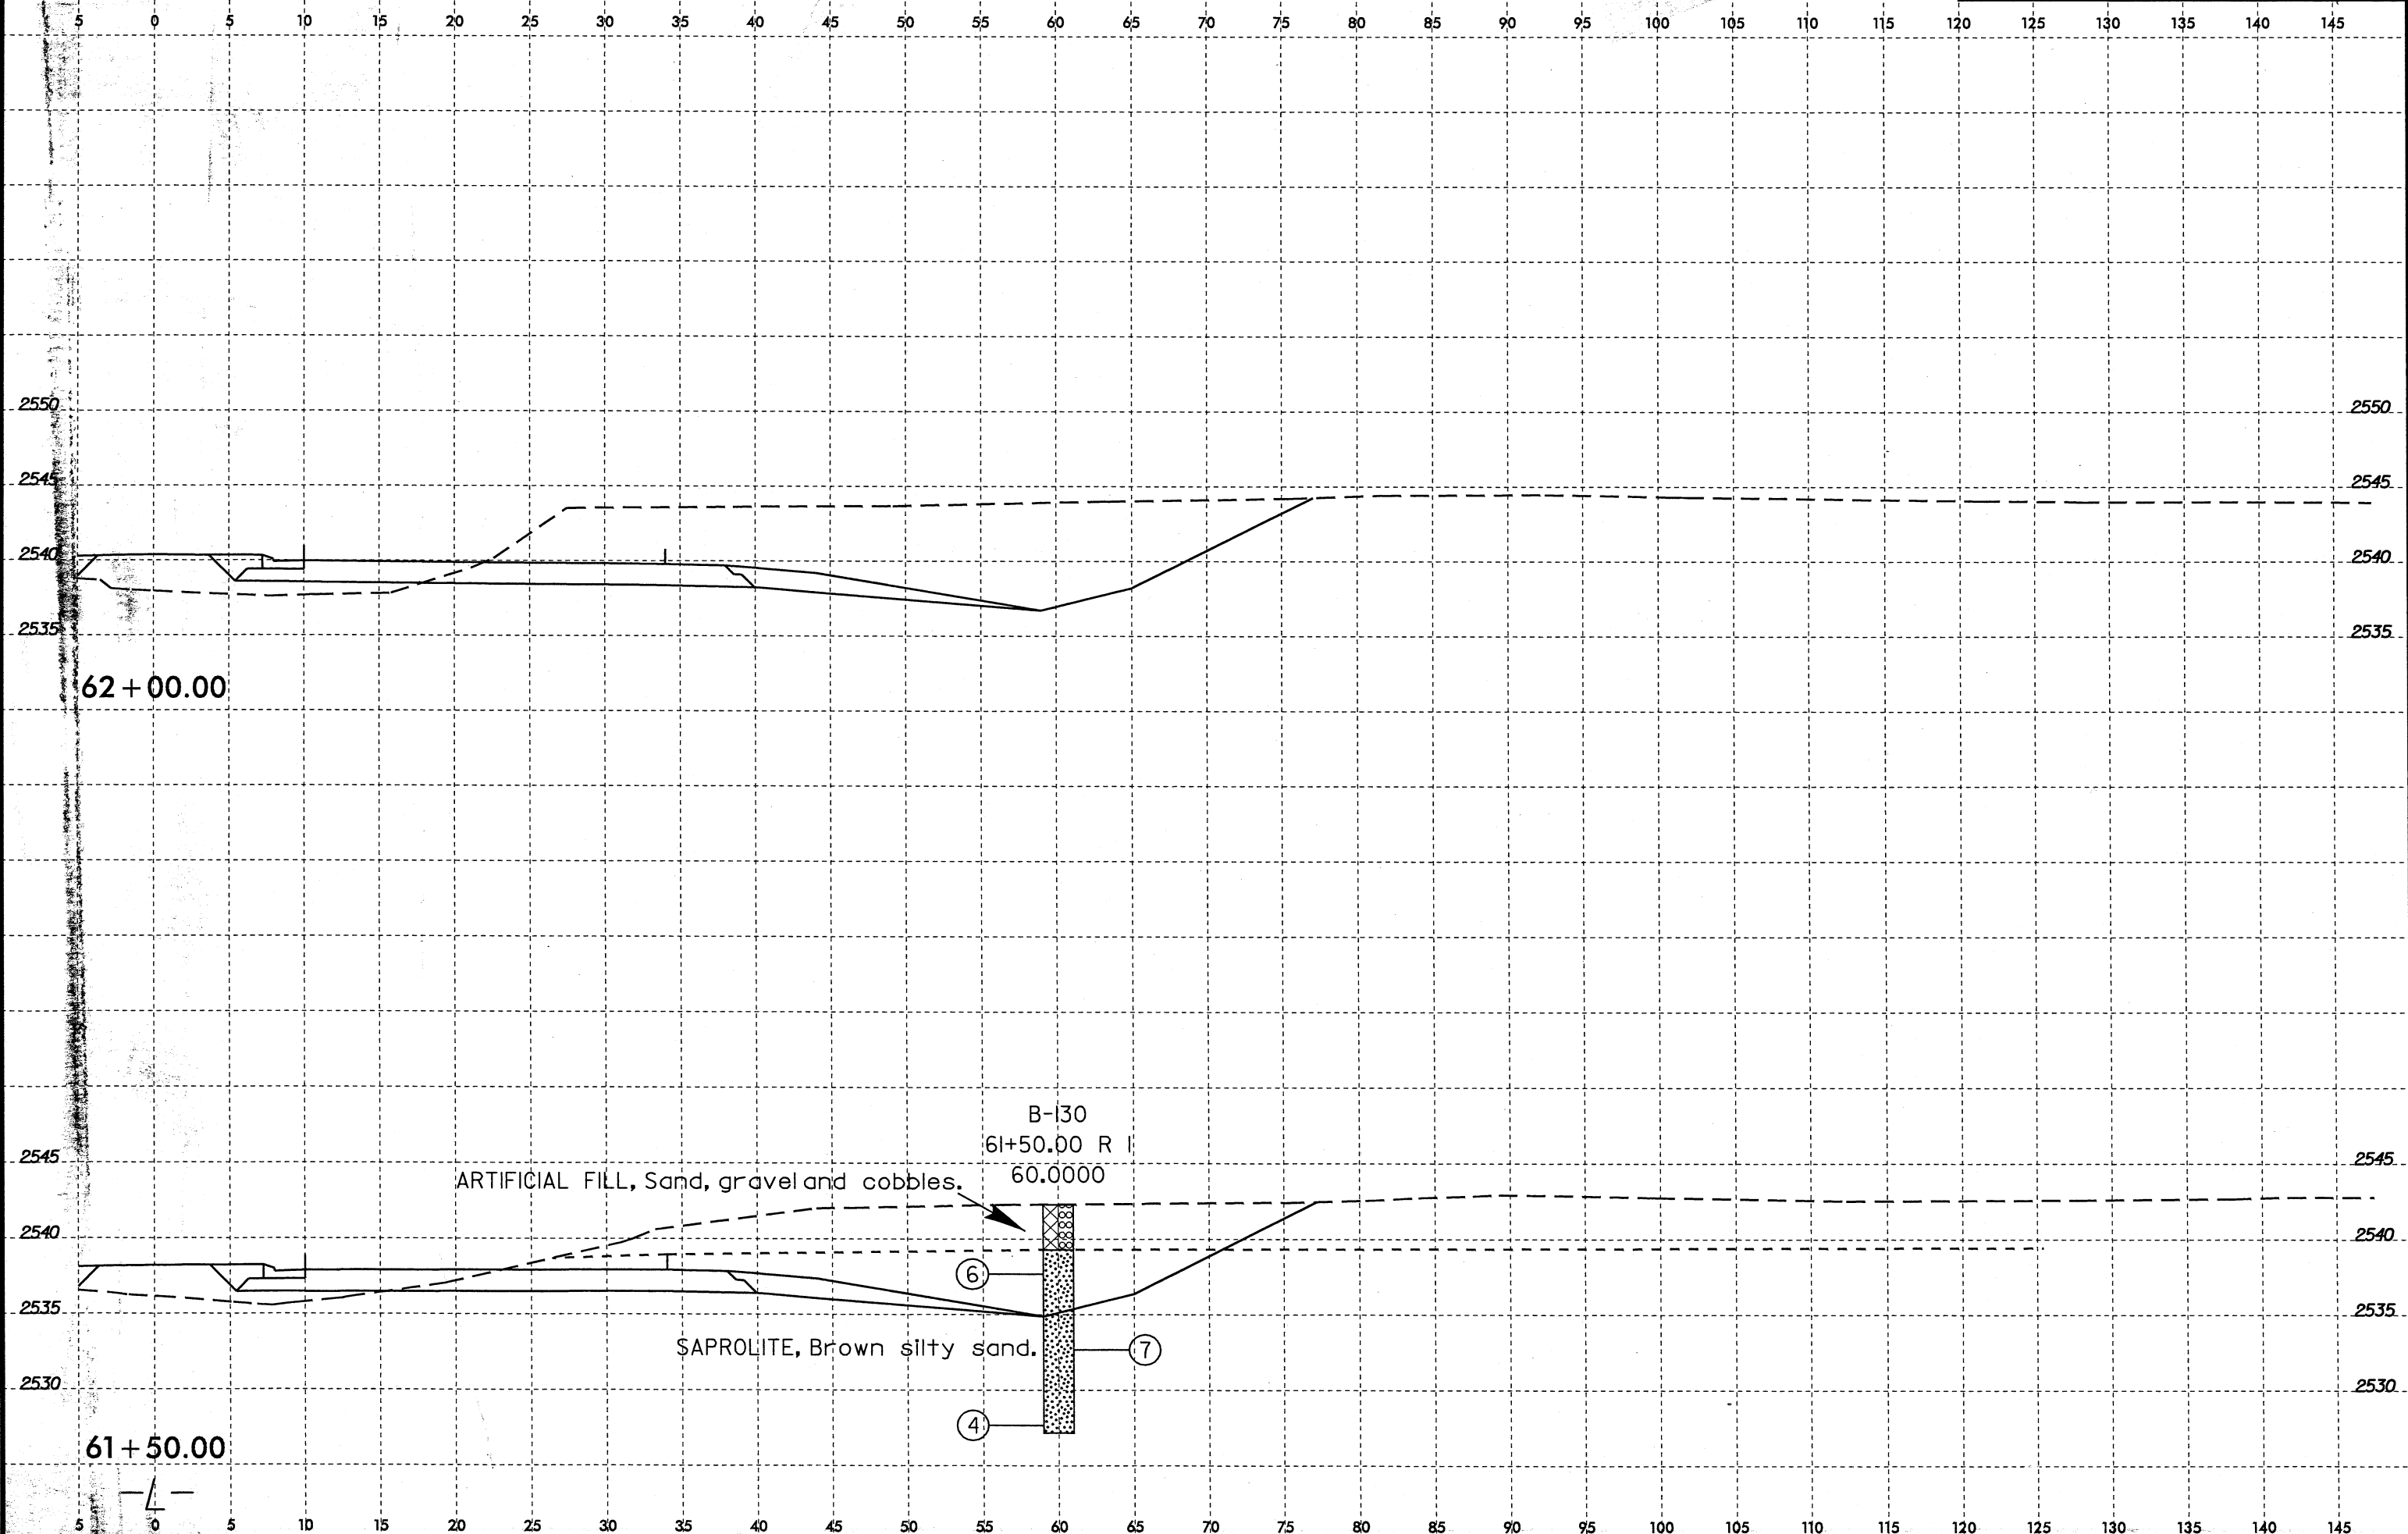 5 0 5 10 15 20 25 30 35 40 45 50 55 60 65 70 75 80 85 90 95 100 105 110 115 120 125 130 135 140 145
2550 2550
2545 2545
2540 2540
2535 2535
62+00.00
B-130
61+50.00 R 1
60.0000
2545 2545
ARTIFICIAL FILL, Sand, gravel and cobbles.
2540 2540
6
2535 2535
SAPROLITE, Brown silty sand.
7
2530 2530
4
61+50.00
-L-
5 0 5 10 15 20 25 30 35 40 45 50 55 60 65 70 75 80 85 90 95 100 105 110 115 120 125 130 135 140 145